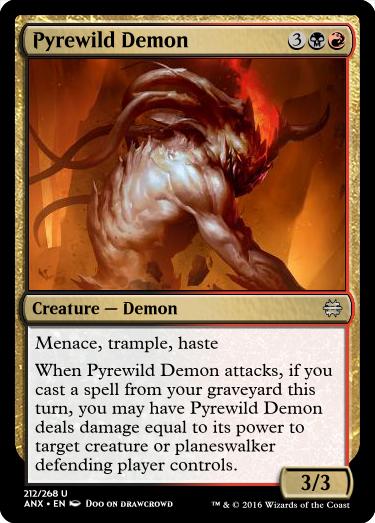 Pyrewild Demon 3
Creature — Demon
Menace, trample, haste
When Pyrewild Demon attacks, if you
cast a spell from your graveyard this
turn, you may have Pyrewild Demon
deals damage equal to its power to
target creature or planeswalker
defending player controls.
3/3
212/268 U
ANX • EN Doo on drawcrowd ™ & © 2016 Wizards of the Coast